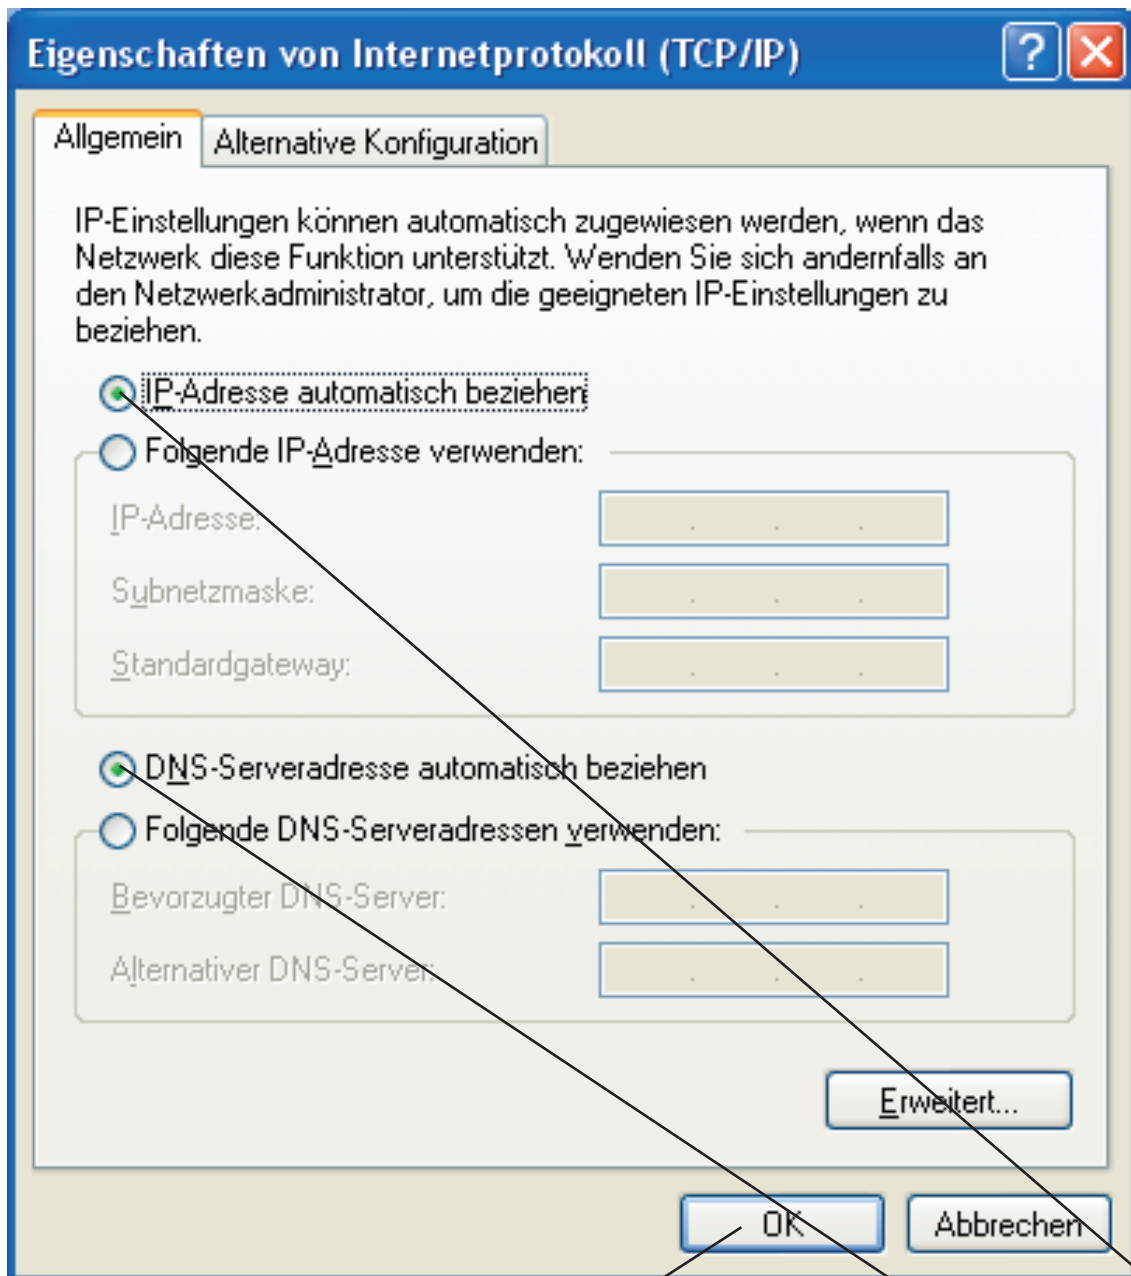 Eigenschaften von Internetprotokoll (TCP/IP)
Allgemein
Alternative Konfiguration
IP-Einstellungen können automatisch zugewiesen werden, wenn das
Netzwerk diese Funktion unterstützt. Wenden Sie sich andernfalls an
den Netzwerkadministrator, um die geeigneten IP-Einstellungen zu
beziehen.
IP-Adresse automatisch beziehen
Folgende IP-Adresse verwenden:
IP-Adresse:
Subnetzmaske:
Standardgateway:
DNS-Serveradresse automatisch beziehen
Folgende DNS-Serveradressen verwenden:
Bevorzugter DNS-Server:
Alternativer DNS-Server:
Erweitert...
OK
Abbrechen